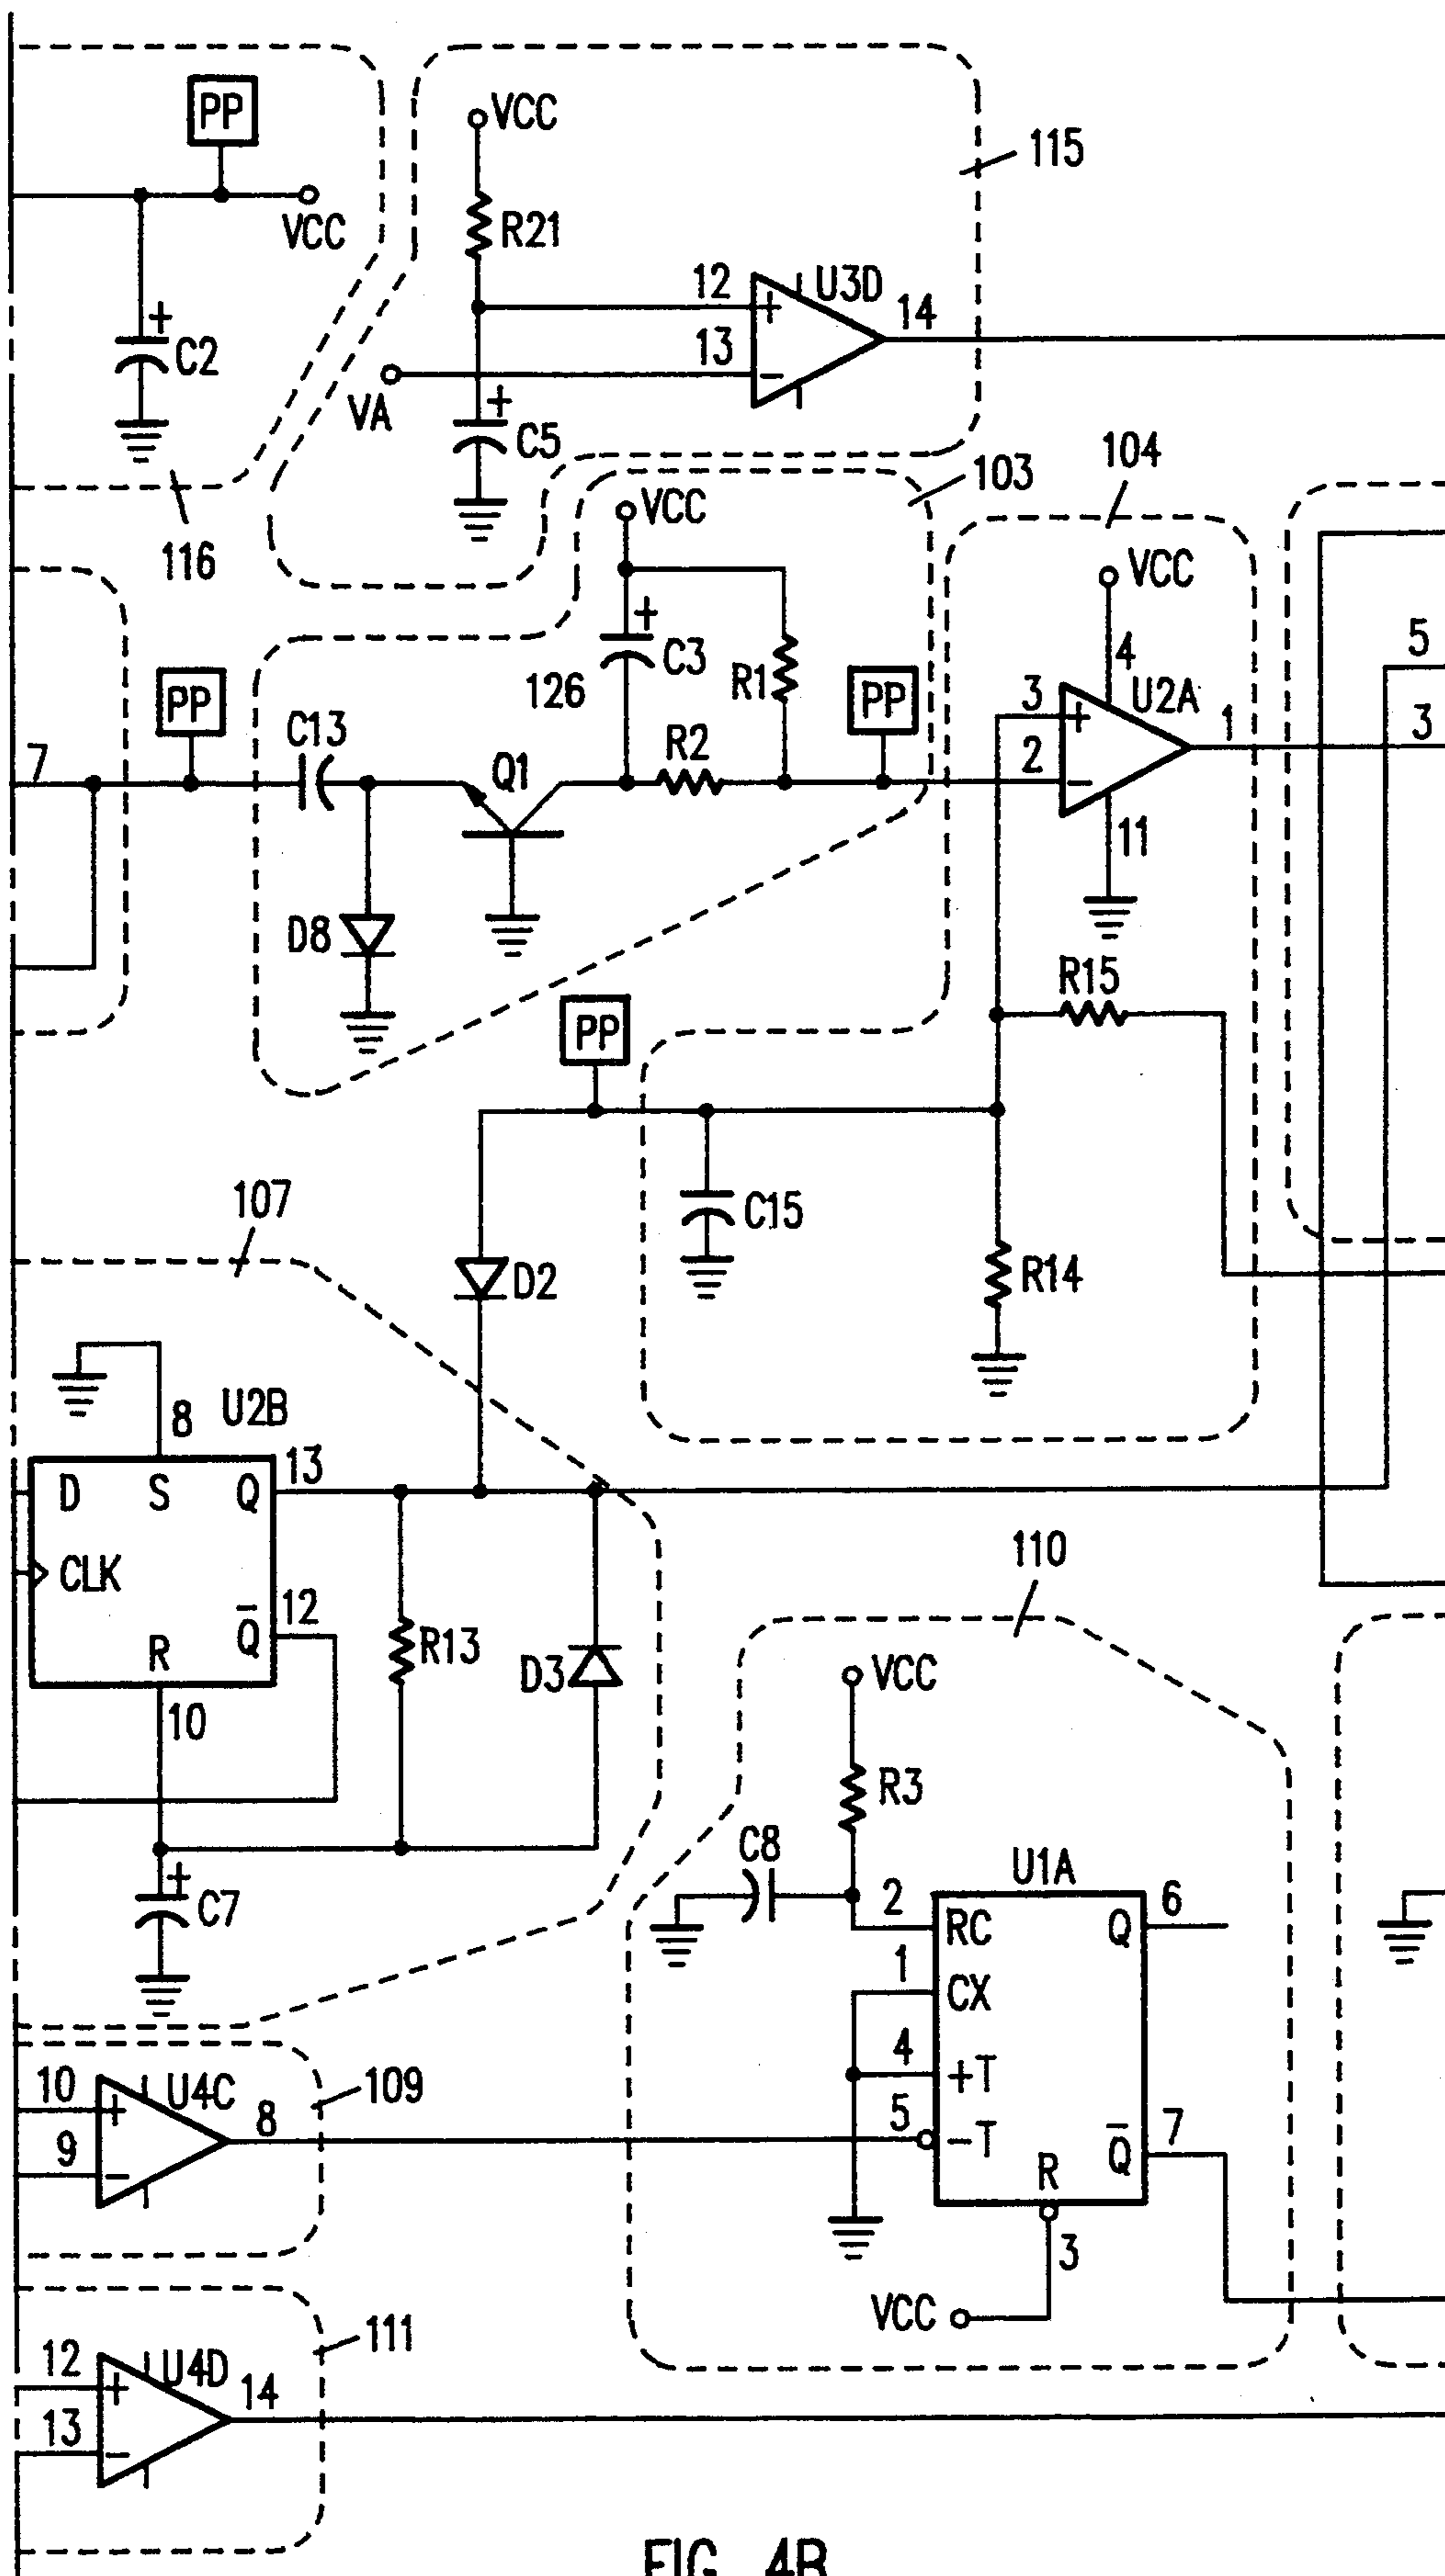 PP
VCC
115
VCC
R21
12
U3D
14
+
13
−
+
C2
VA
+
C5
116
103
104
VCC
VCC
+
C3
126
R1
4
5
PP
PP
3
+
U2A
1
3
7
C13
Q1
R2
2
−
11
D8
R15
PP
C15
107
D2
R14
8
U2B
D
S
Q
13
CLK
110
12
Q
R
R13
D3
10
VCC
R3
+
C7
C8
U1A
2
RC
Q
6
1
CX
4
+T
109
10
+
U4C
8
5
−T
Q
7
9
−
R
3
VCC
111
12
+
U4D
14
13
−
FIG. 4B